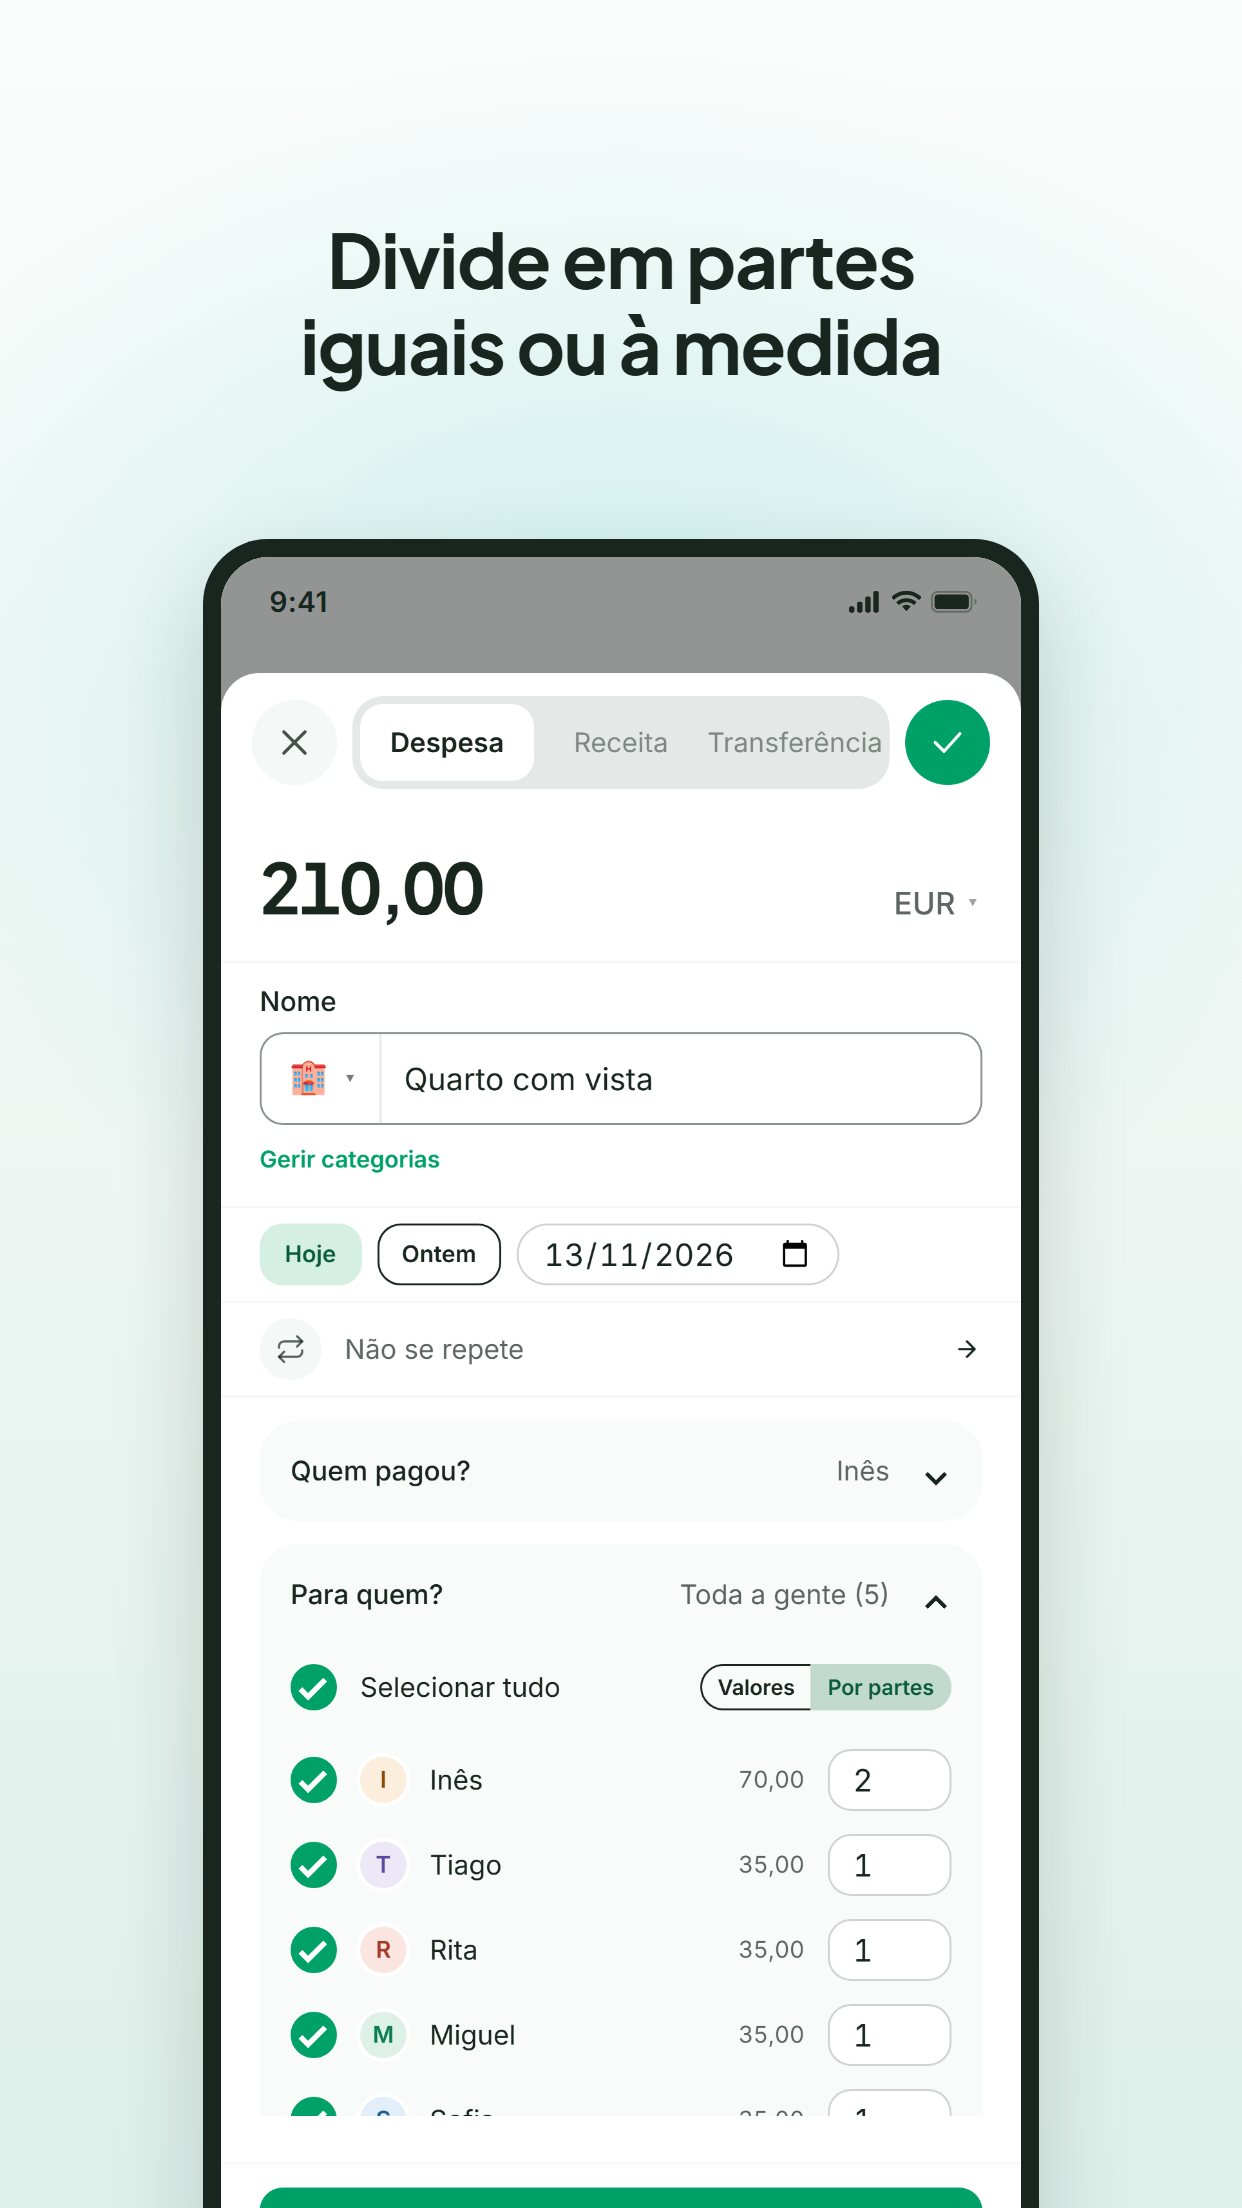 Divide em partes
iguais ou à medida
9:41
Despesa Receita Transferência
210,00 EUR
Nome
Quarto com vista
Gerir categorias
Hoje Ontem 13/11/2026
Não se repete
Quem pagou? Inês
Para quem? Toda a gente (5)
Selecionar tudo Valores Por partes
I Inês 70,00 2
T Tiago 35,00 1
R Rita 35,00 1
M Miguel 35,00 1